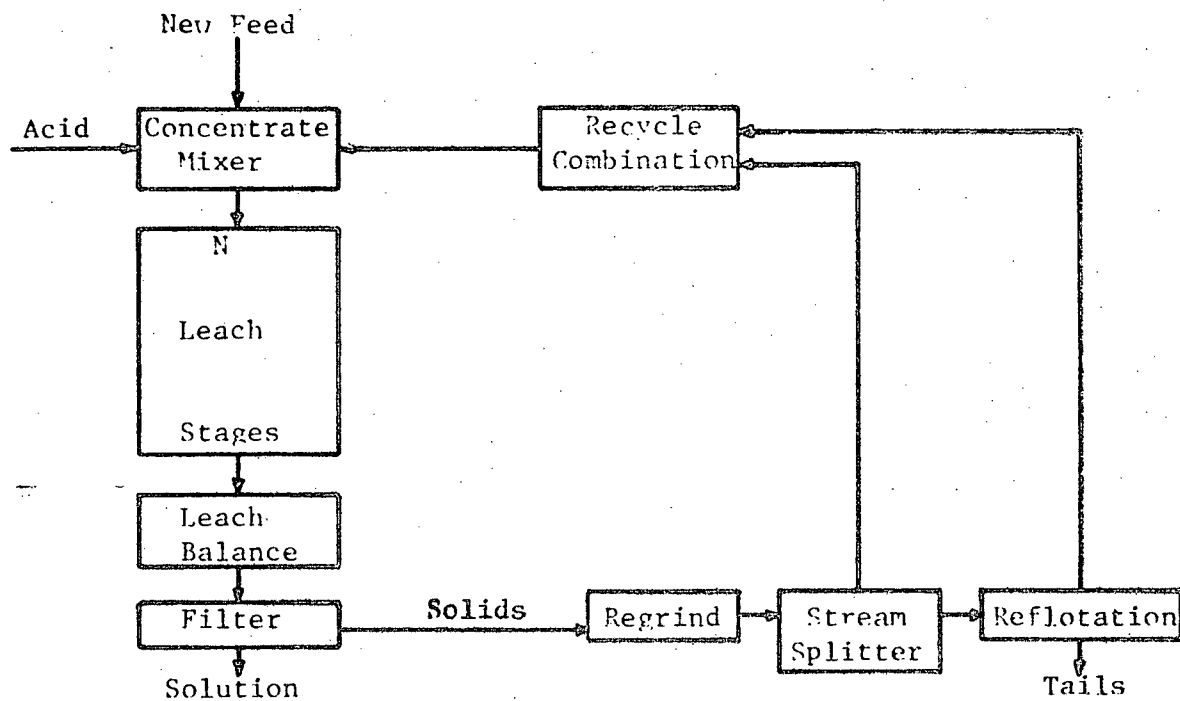 New Feed
Acid
Concentrate
Mixer
Recycle
Combination
N
Leach
Stages
Leach
Balance
Filter
Solids
Regrind
Stream
Splitter
Reflotation
Solution
Tails